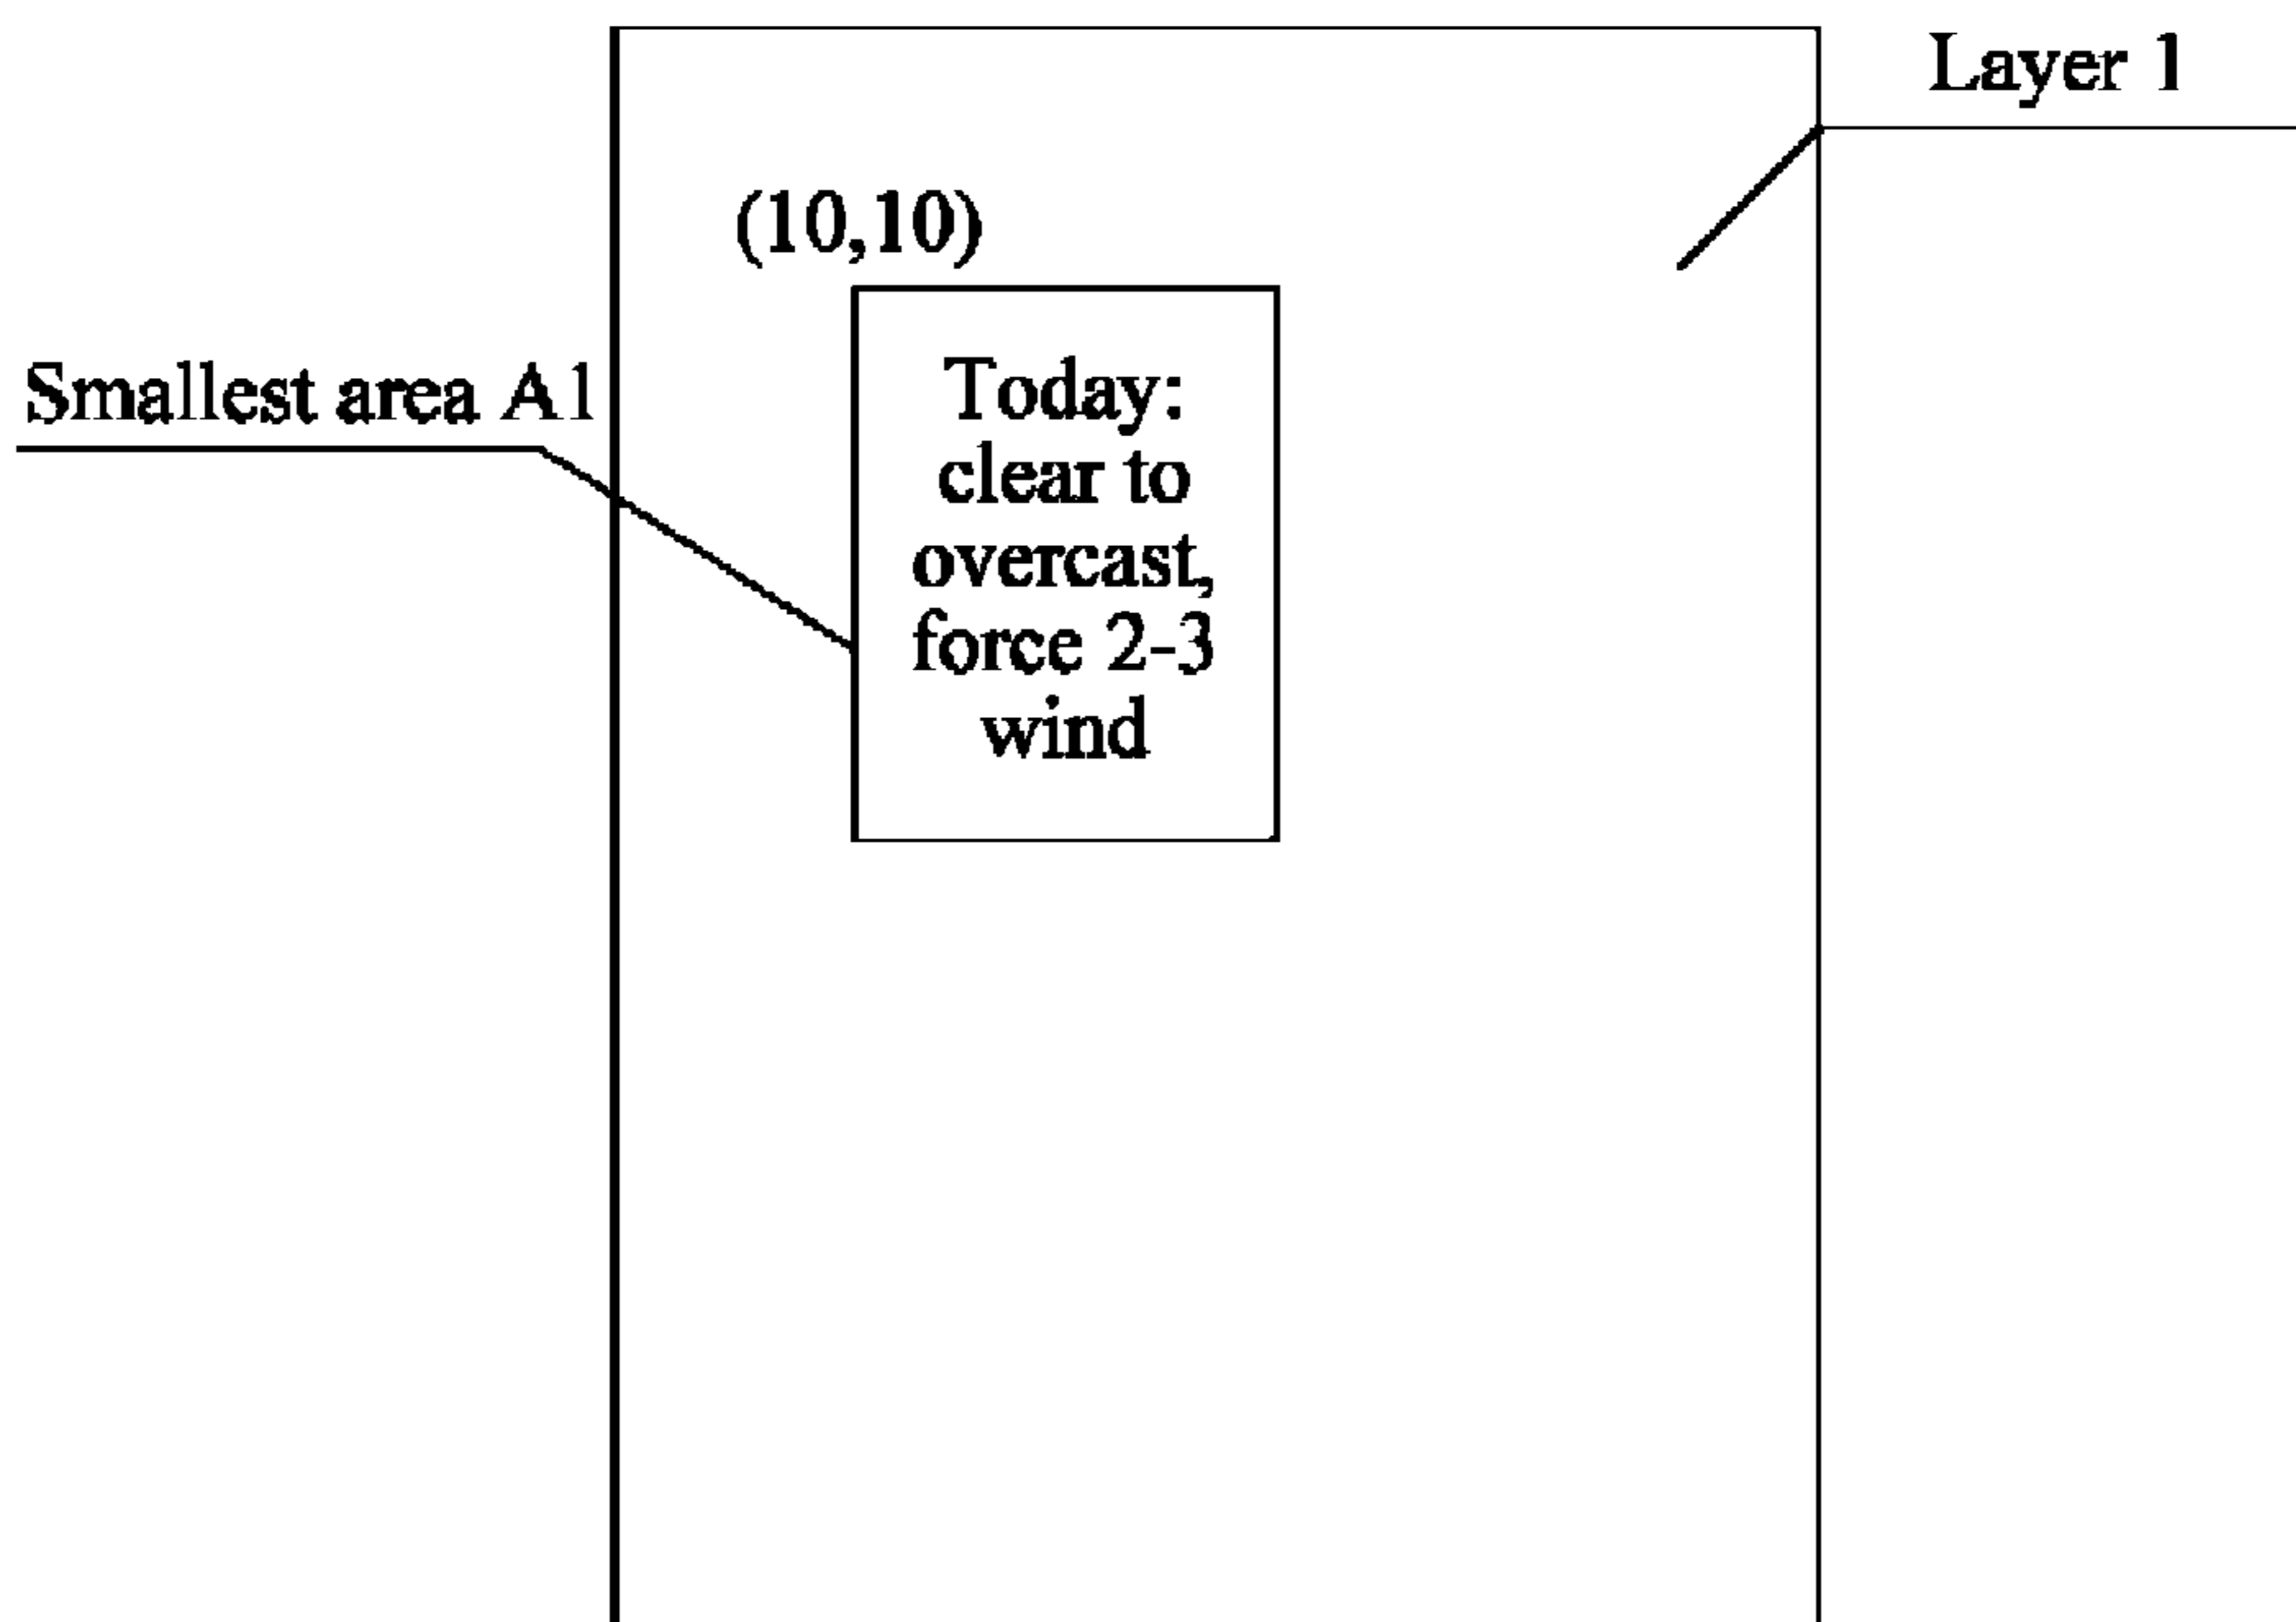 Layer 1
(10,10)
Smallest area A1
Today:
clear to
overcast,
force 2-3
wind